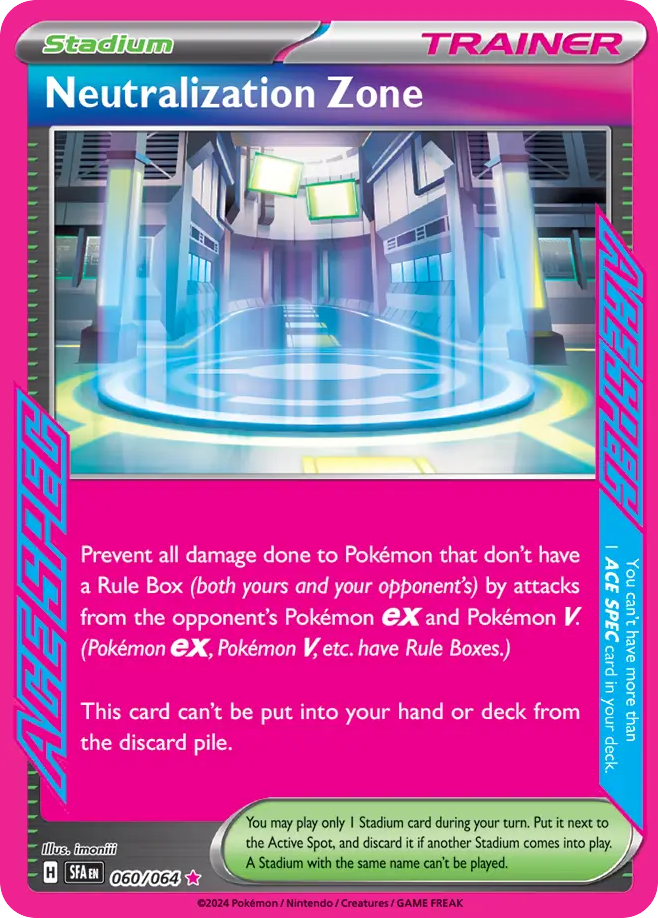 Stadium
TRAINER
Neutralization Zone
ACE SPEC
ACE SPEC
Prevent all damage done to Pokémon that don't have
a Rule Box (both yours and your opponent's) by attacks
from the opponent's Pokémon ex and Pokémon V.
(Pokémon ex, Pokémon V, etc. have Rule Boxes.)
This card can't be put into your hand or deck from
the discard pile.
You can't have more than
1 ACE SPEC card in your deck.
You may play only 1 Stadium card during your turn. Put it next to
the Active Spot, and discard it if another Stadium comes into play.
A Stadium with the same name can't be played.
Illus. imoniii
H SFA EN 060/064
©2024 Pokémon / Nintendo / Creatures / GAME FREAK